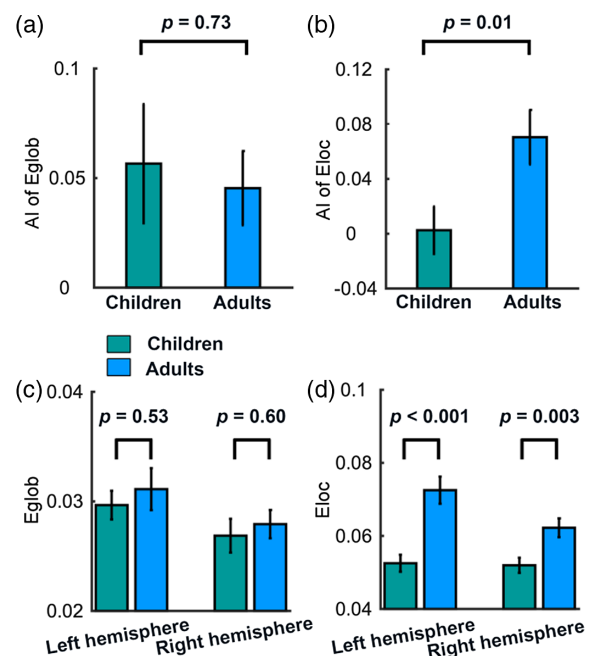 (a)
p = 0.73
0.1
0.05
0
AI of Eglob
Children
Adults
(b)
p = 0.01
0.12
0.08
0.04
0
-0.04
AI of Eloc
Children
Adults
Children
Adults
(c)
0.04
0.03
0.02
Eglob
p = 0.53
p = 0.60
Left hemisphere
Right hemisphere
(d)
0.1
0.08
0.06
0.04
Eloc
p < 0.001
p = 0.003
Left hemisphere
Right hemisphere